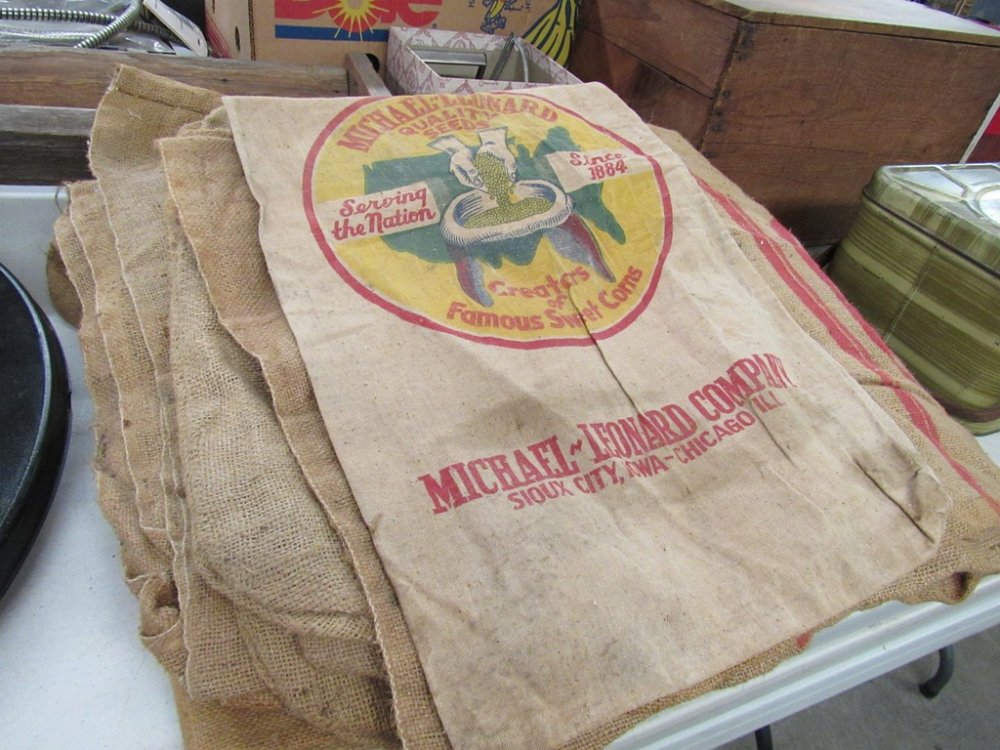 Dole
MICHAEL-LEONARD
QUALITY
SEEDS
Serving
the Nation
Since
1884
Creators
of
Famous Sweet Corns
MICHAEL-LEONARD COMPANY
SIOUX CITY, IOWA-CHICAGO, ILL